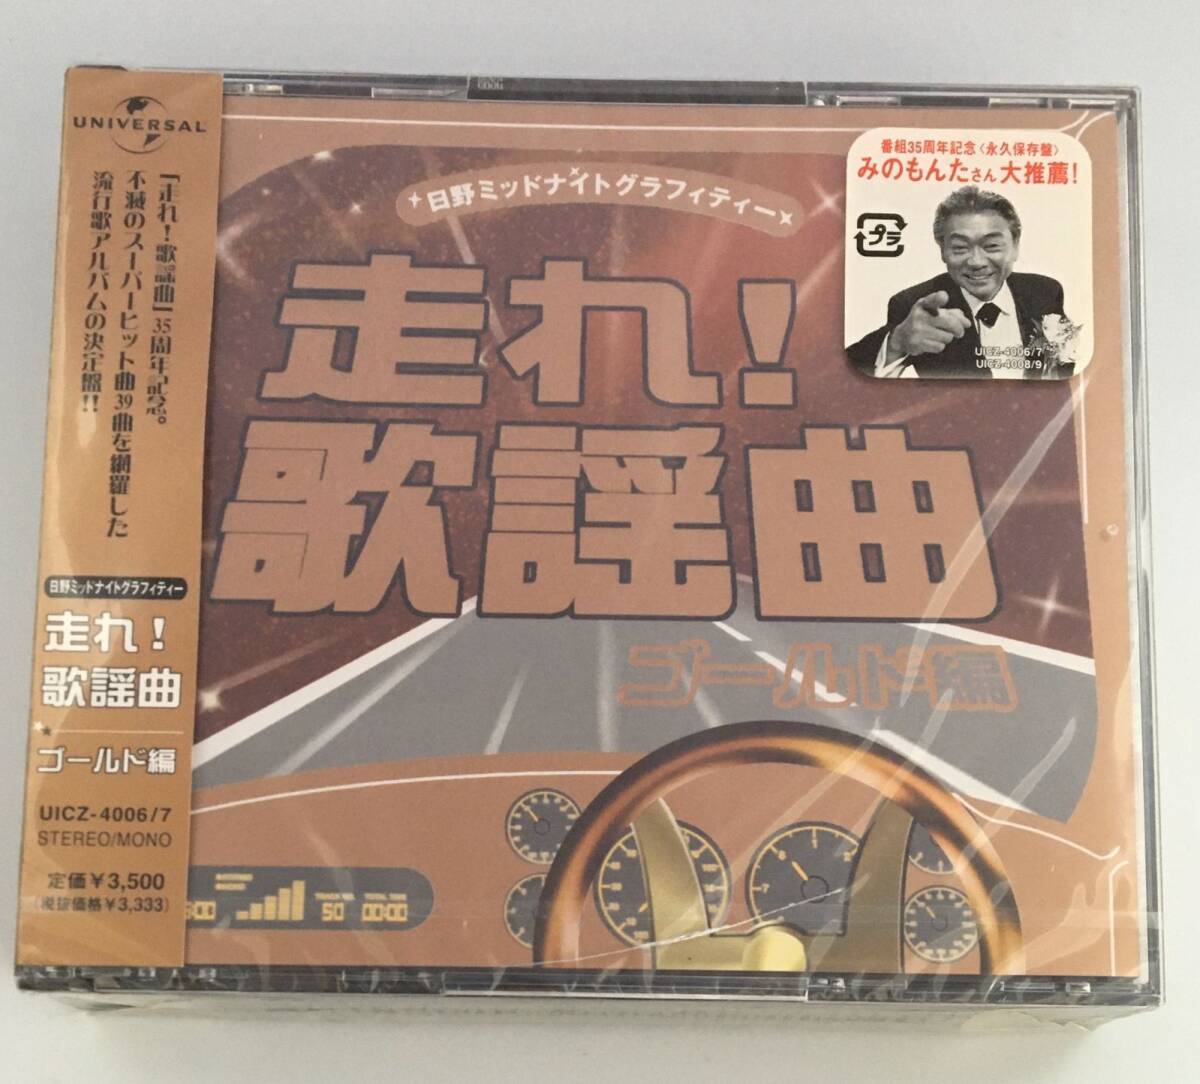 UNIVERSAL
「走れ!歌謡曲」35周年記念。
不滅のスーパーヒット曲39曲を網羅した
流行歌アルバムの決定盤!!
日野ミッドナイトグラフィティー
走れ!
歌謡曲
ゴールド編
UICZ-4006/7
STEREO/MONO
定価¥3,500
(税抜価格¥3,333)
日野ミッドナイトグラフィティー
走れ!
歌謡曲
ゴールド編
番組35周年記念〈永久保存盤〉
みのもんたさん大推薦!
プラ
UICZ-4006/7
UICZ-4008/9
TRACK NO.
TOTAL TIME
50
00:00